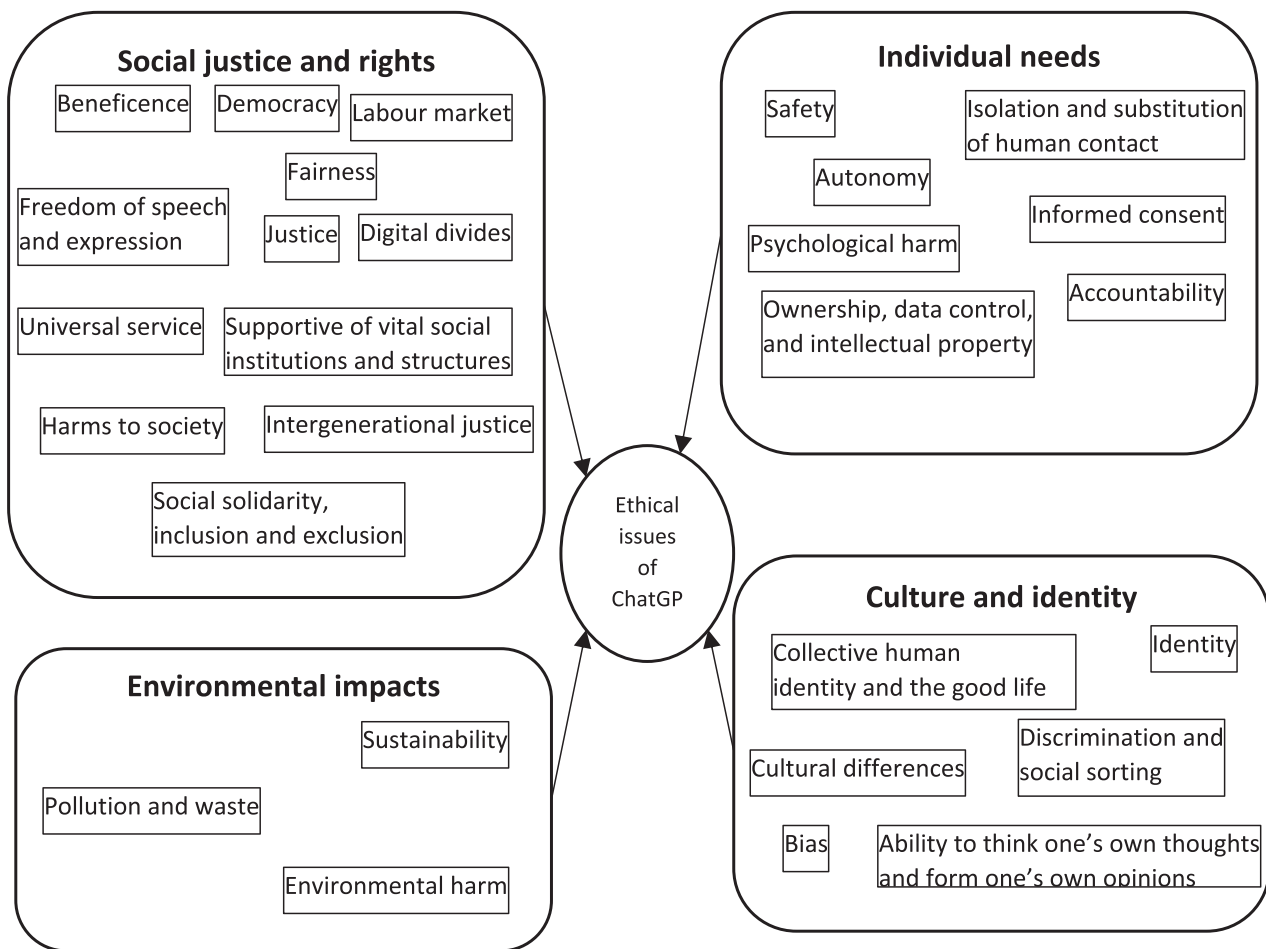 Social justice and rights
Beneficence
Democracy
Labour market
Fairness
Freedom of speech
and expression
Justice
Digital divides
Universal service
Supportive of vital social
institutions and structures
Harms to society
Intergenerational justice
Social solidarity,
inclusion and exclusion
Individual needs
Safety
Isolation and substitution
of human contact
Autonomy
Informed consent
Psychological harm
Accountability
Ownership, data control,
and intellectual property
Ethical
issues
of
ChatGP
Environmental impacts
Sustainability
Pollution and waste
Environmental harm
Culture and identity
Collective human
identity and the good life
Identity
Cultural differences
Discrimination and
social sorting
Bias
Ability to think one’s own thoughts
and form one’s own opinions